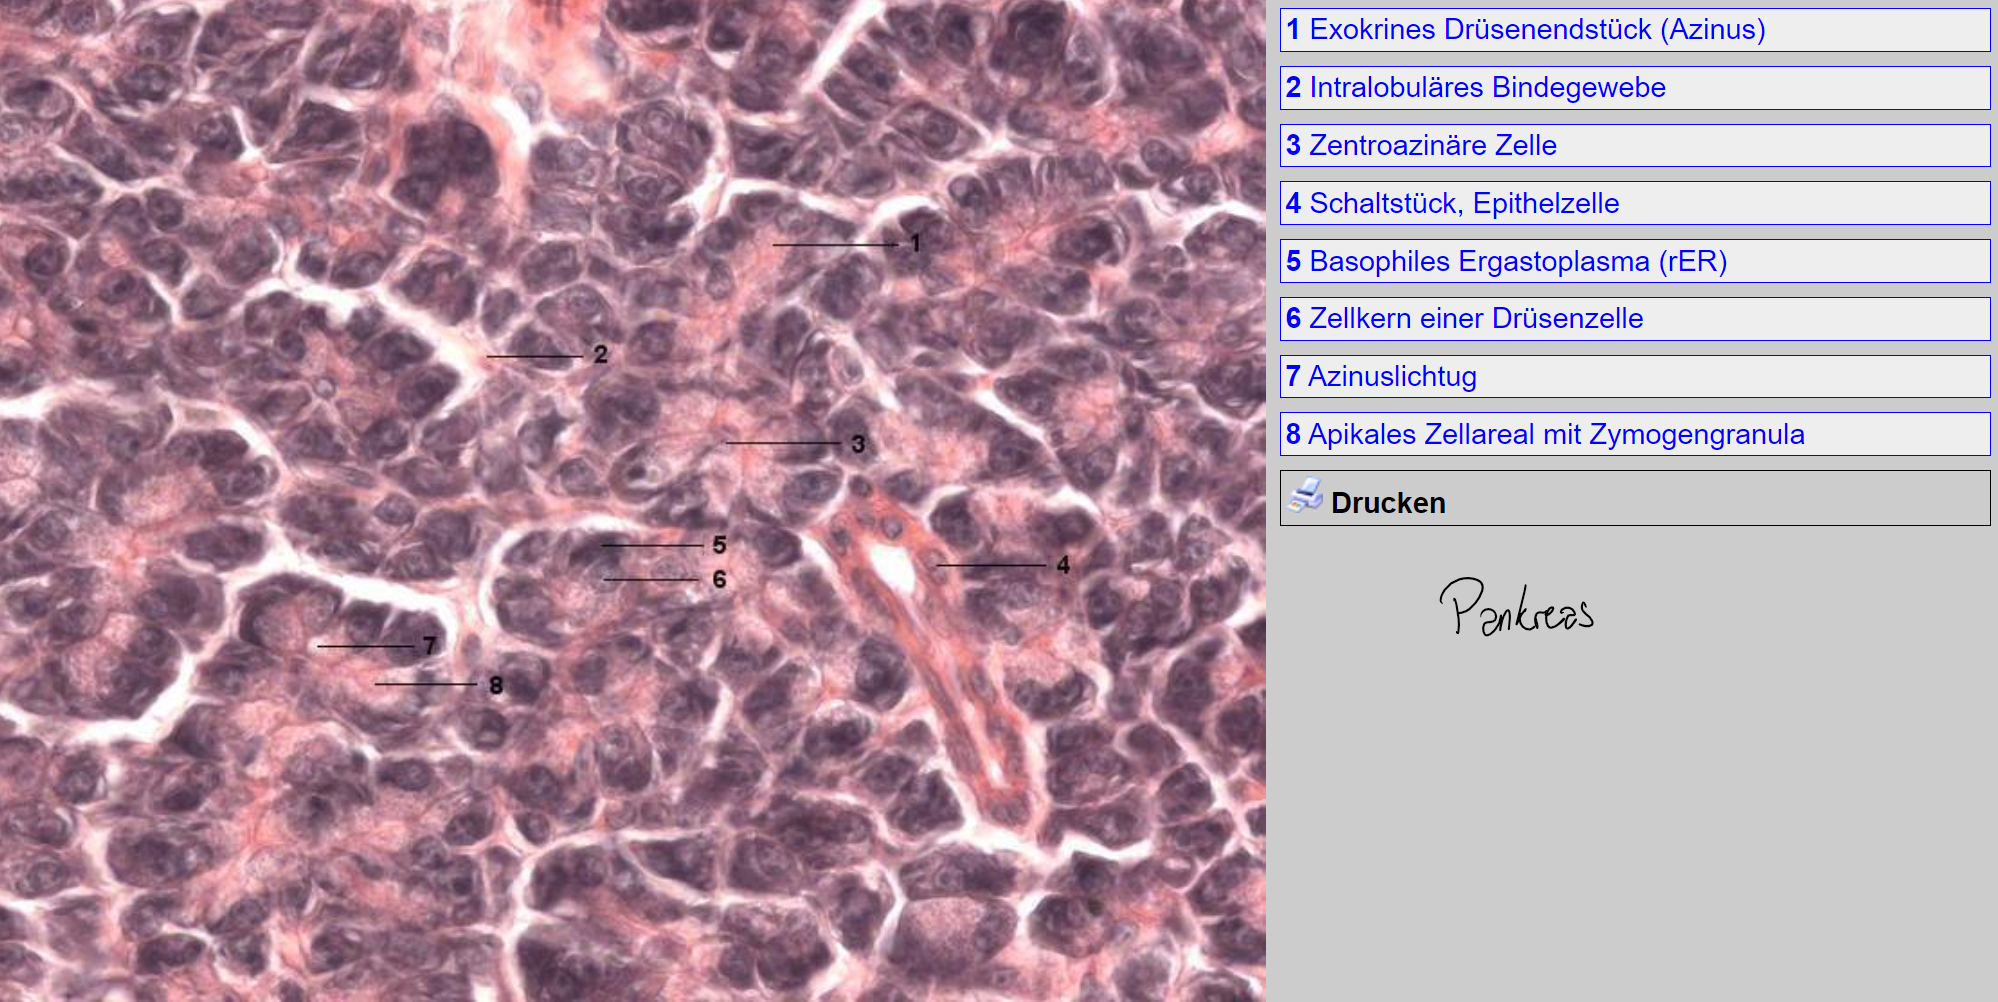 1
2
3
4
5
6
7
8
1 Exokrines Drüsenendstück (Azinus)
2 Intralobuläres Bindegewebe
3 Zentroazinäre Zelle
4 Schaltstück, Epithelzelle
5 Basophiles Ergastoplasma (rER)
6 Zellkern einer Drüsenzelle
7 Azinuslichtug
8 Apikales Zellareal mit Zymogengranula
Drucken
Pankreas